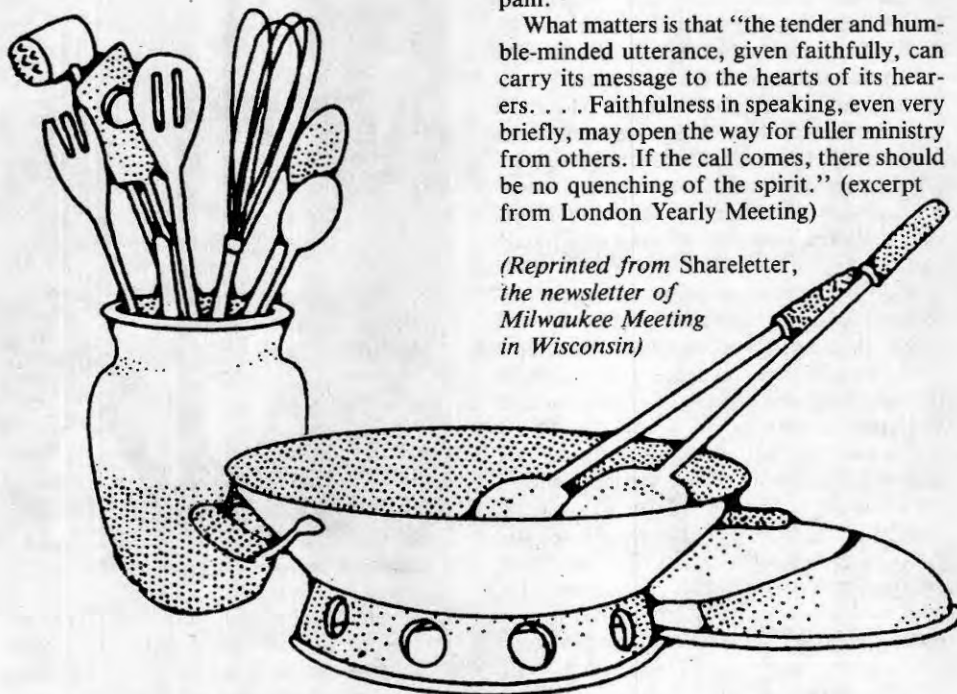 pain.
What matters is that “the tender and hum-
ble-minded utterance, given faithfully, can
carry its message to the hearts of its hear-
ers. . . . Faithfulness in speaking, even very
briefly, may open the way for fuller ministry
from others. If the call comes, there should
be no quenching of the spirit.” (excerpt
from London Yearly Meeting)
(Reprinted from Shareletter,
the newsletter of
Milwaukee Meeting
in Wisconsin)